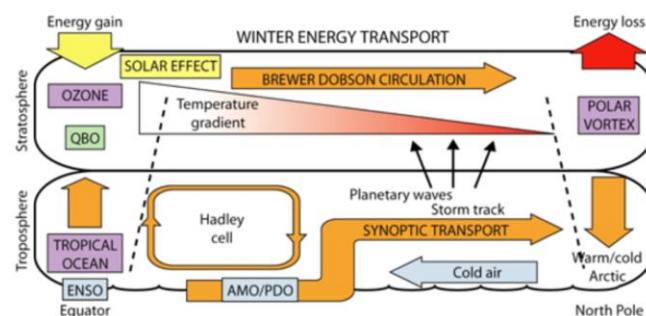 Energy gain
WINTER ENERGY TRANSPORT
Energy loss
SOLAR EFFECT
BREWER DOBSON CIRCULATION
OZONE
Temperature
gradient
POLAR
VORTEX
QBO
Stratosphere
Planetary waves
Storm track
Troposphere
Hadley
cell
SYNOPTIC TRANSPORT
TROPICAL
OCEAN
Warm/cold
Arctic
Cold air
ENSO
AMO/PDO
Equator
North Pole